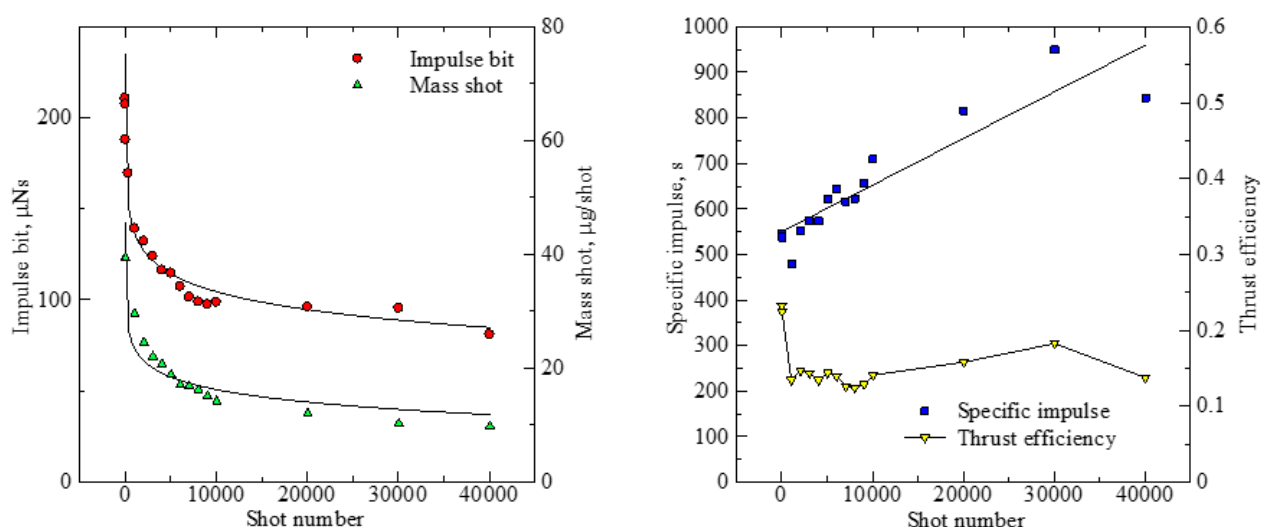 80
Impulse bit
Mass shot
200
60
Impulse bit, μNs
Mass shot, μg/shot
40
100
20
0
0
0 10000 20000 30000 40000
Shot number
1000
900
800
700
600
500
400
300
200
100
0
Specific impulse, s
0.6
0.5
0.4
0.3
0.2
0.1
0
Thrust efficiency
Specific impulse
Thrust efficiency
0 10000 20000 30000 40000
Shot number